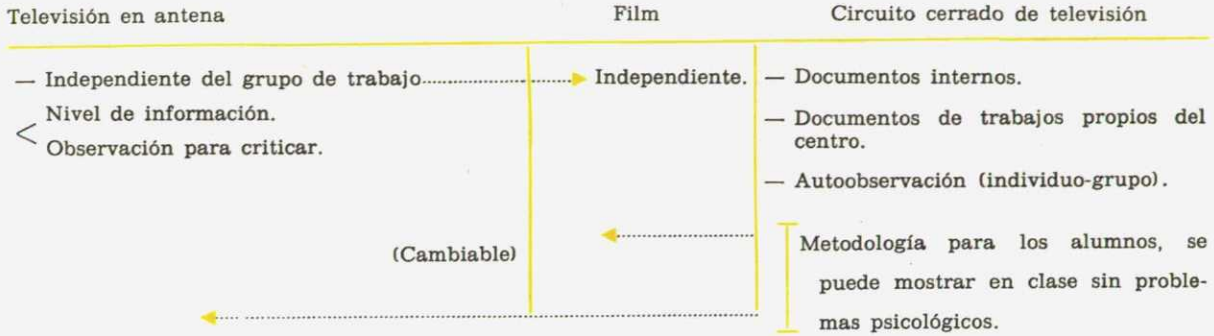 Televisión en antena
Film
Circuito cerrado de televisión
— Independiente del grupo de trabajo
Nivel de información.
< Observación para criticar.
(Cambiable)
Independiente.
— Documentos internos.
— Documentos de trabajos propios del
centro.
— Autoobservación (individuo-grupo).
Metodología para los alumnos, se
puede mostrar en clase sin proble-
mas psicológicos.